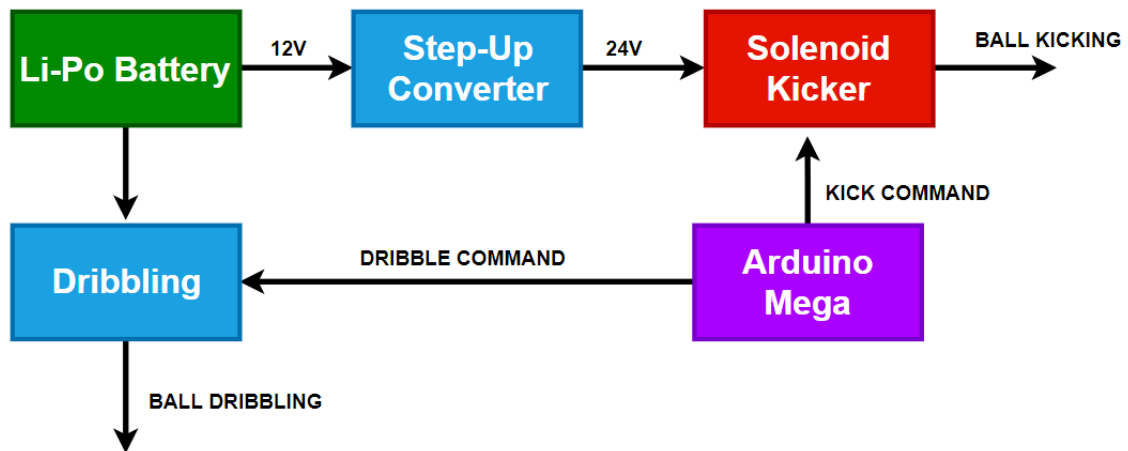 Li-Po Battery
12V
Step-Up
Converter
24V
Solenoid
Kicker
BALL KICKING
KICK COMMAND
Dribbling
DRIBBLE COMMAND
Arduino
Mega
BALL DRIBBLING